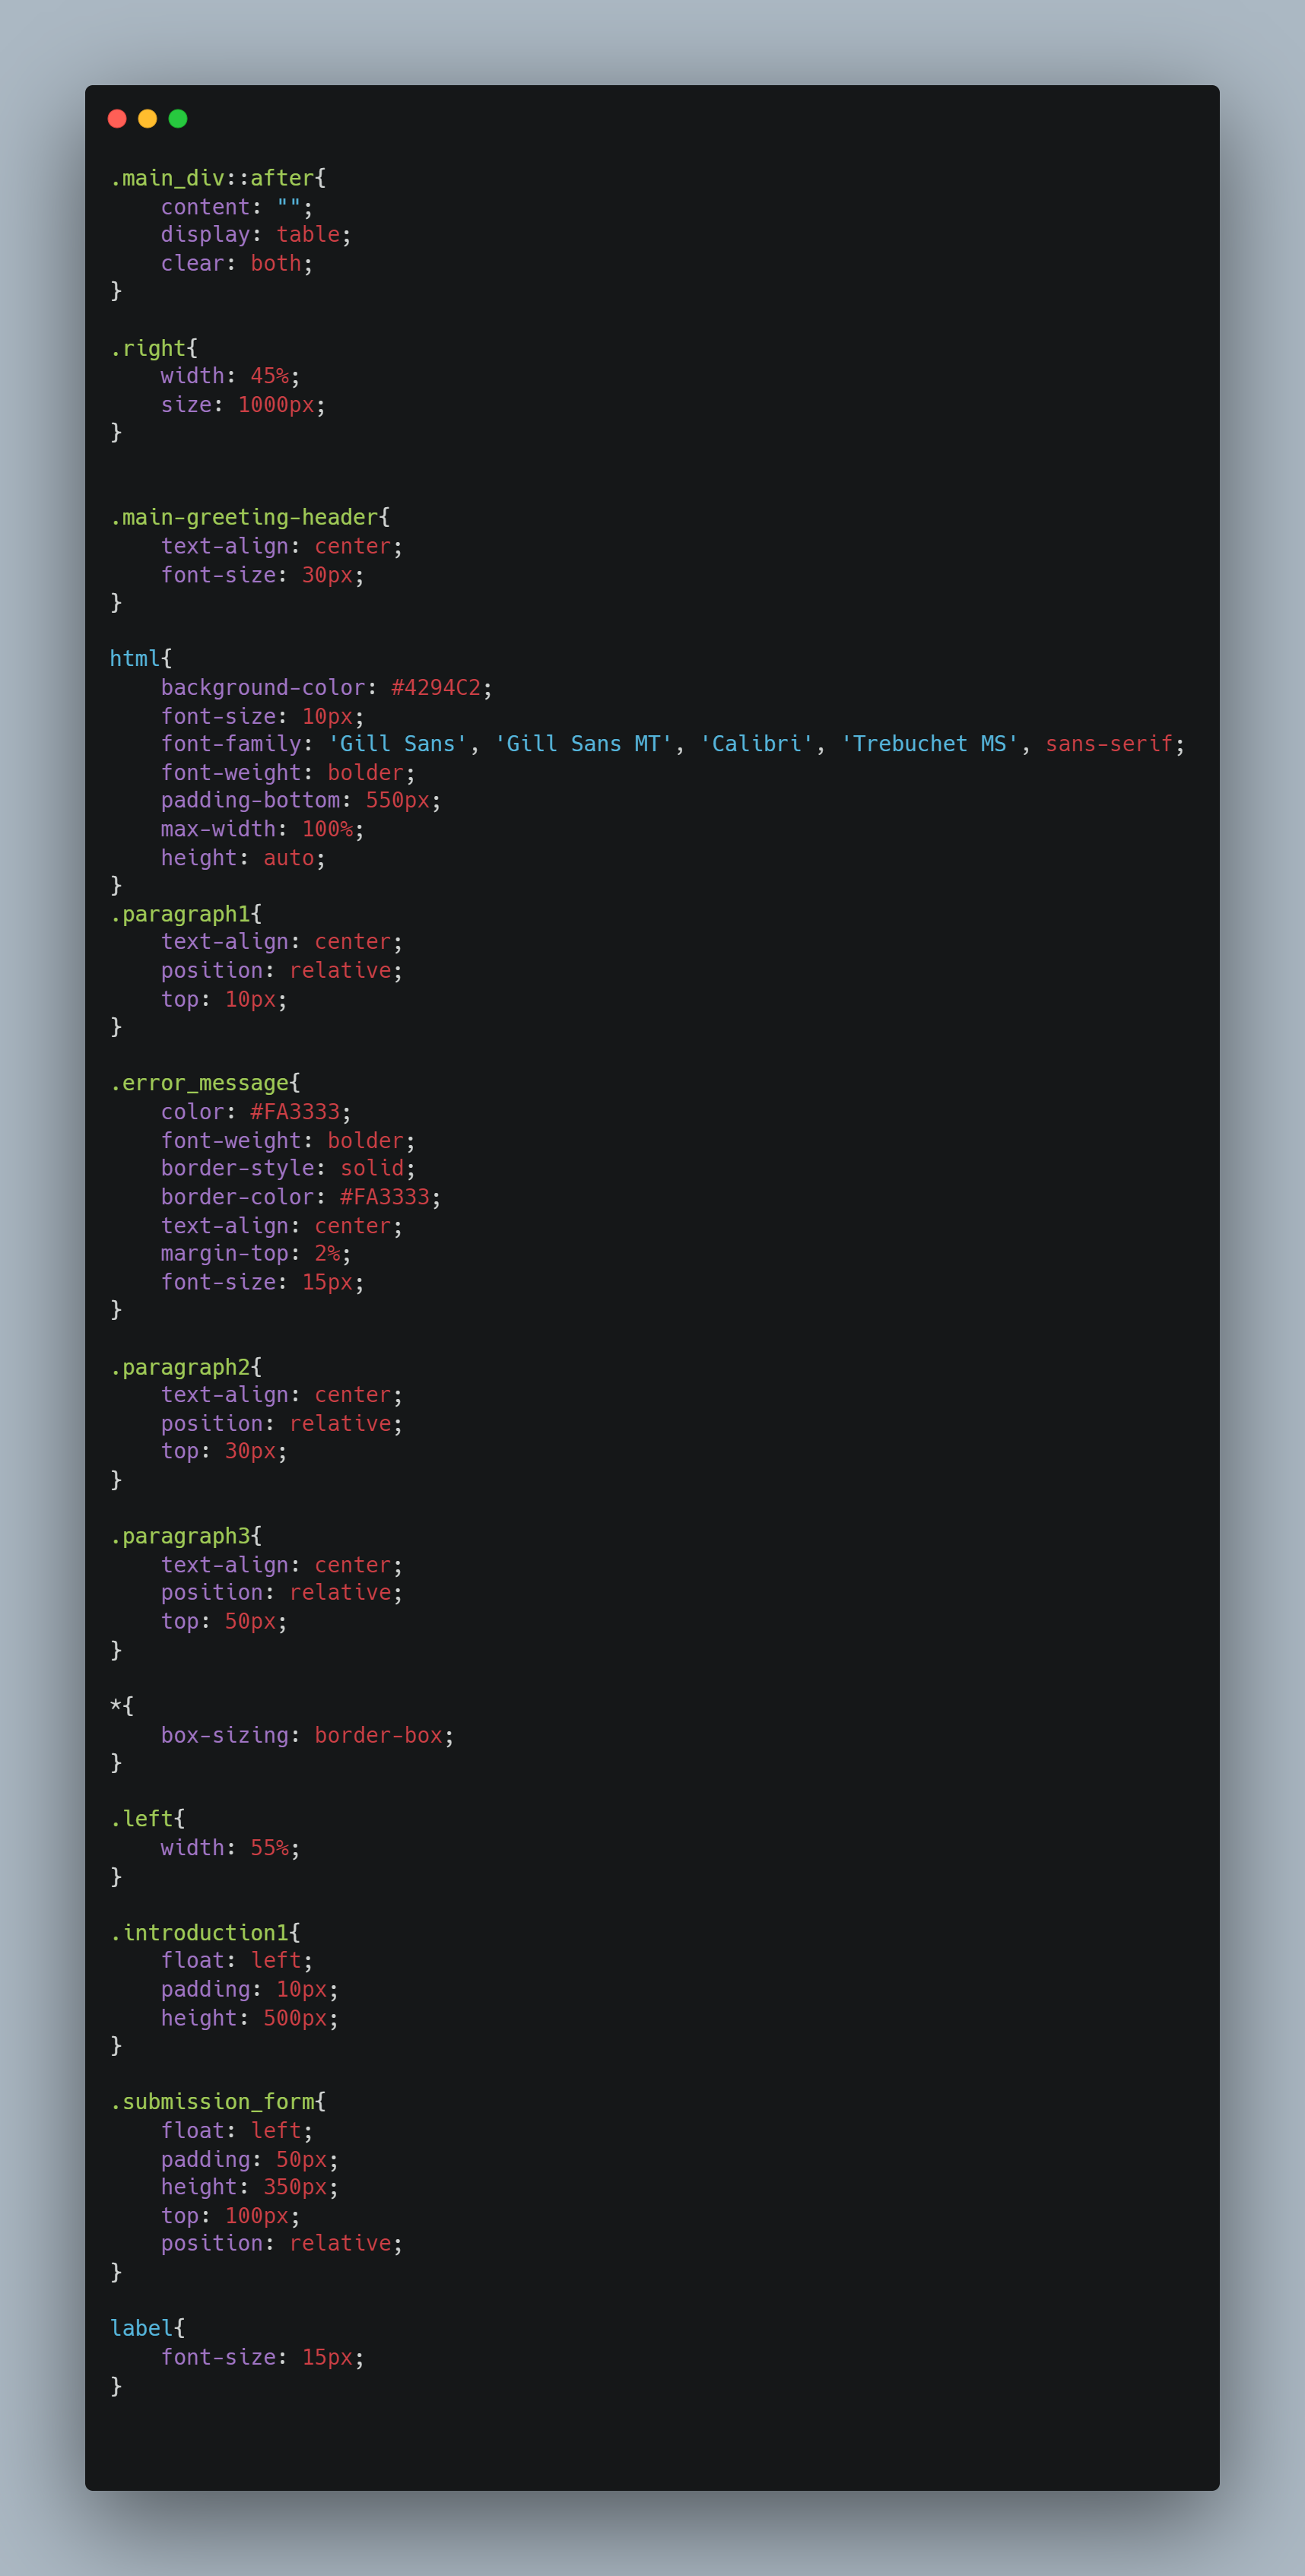 .main_div::after{
    content: "";
    display: table;
    clear: both;
}

.right{
    width: 45%;
    size: 1000px;
}


.main-greeting-header{
    text-align: center;
    font-size: 30px;
}

html{
    background-color: #4294C2;
    font-size: 10px;
    font-family: 'Gill Sans', 'Gill Sans MT', 'Calibri', 'Trebuchet MS', sans-serif;
    font-weight: bolder;
    padding-bottom: 550px;
    max-width: 100%;
    height: auto;
}
.paragraph1{
    text-align: center;
    position: relative;
    top: 10px;
}

.error_message{
    color: #FA3333;
    font-weight: bolder;
    border-style: solid;
    border-color: #FA3333;
    text-align: center;
    margin-top: 2%;
    font-size: 15px;
}

.paragraph2{
    text-align: center;
    position: relative;
    top: 30px;
}

.paragraph3{
    text-align: center;
    position: relative;
    top: 50px;
}

*{
    box-sizing: border-box;
}

.left{
    width: 55%;
}

.introduction1{
    float: left;
    padding: 10px;
    height: 500px;
}

.submission_form{
    float: left;
    padding: 50px;
    height: 350px;
    top: 100px;
    position: relative;
}

label{
    font-size: 15px;
}